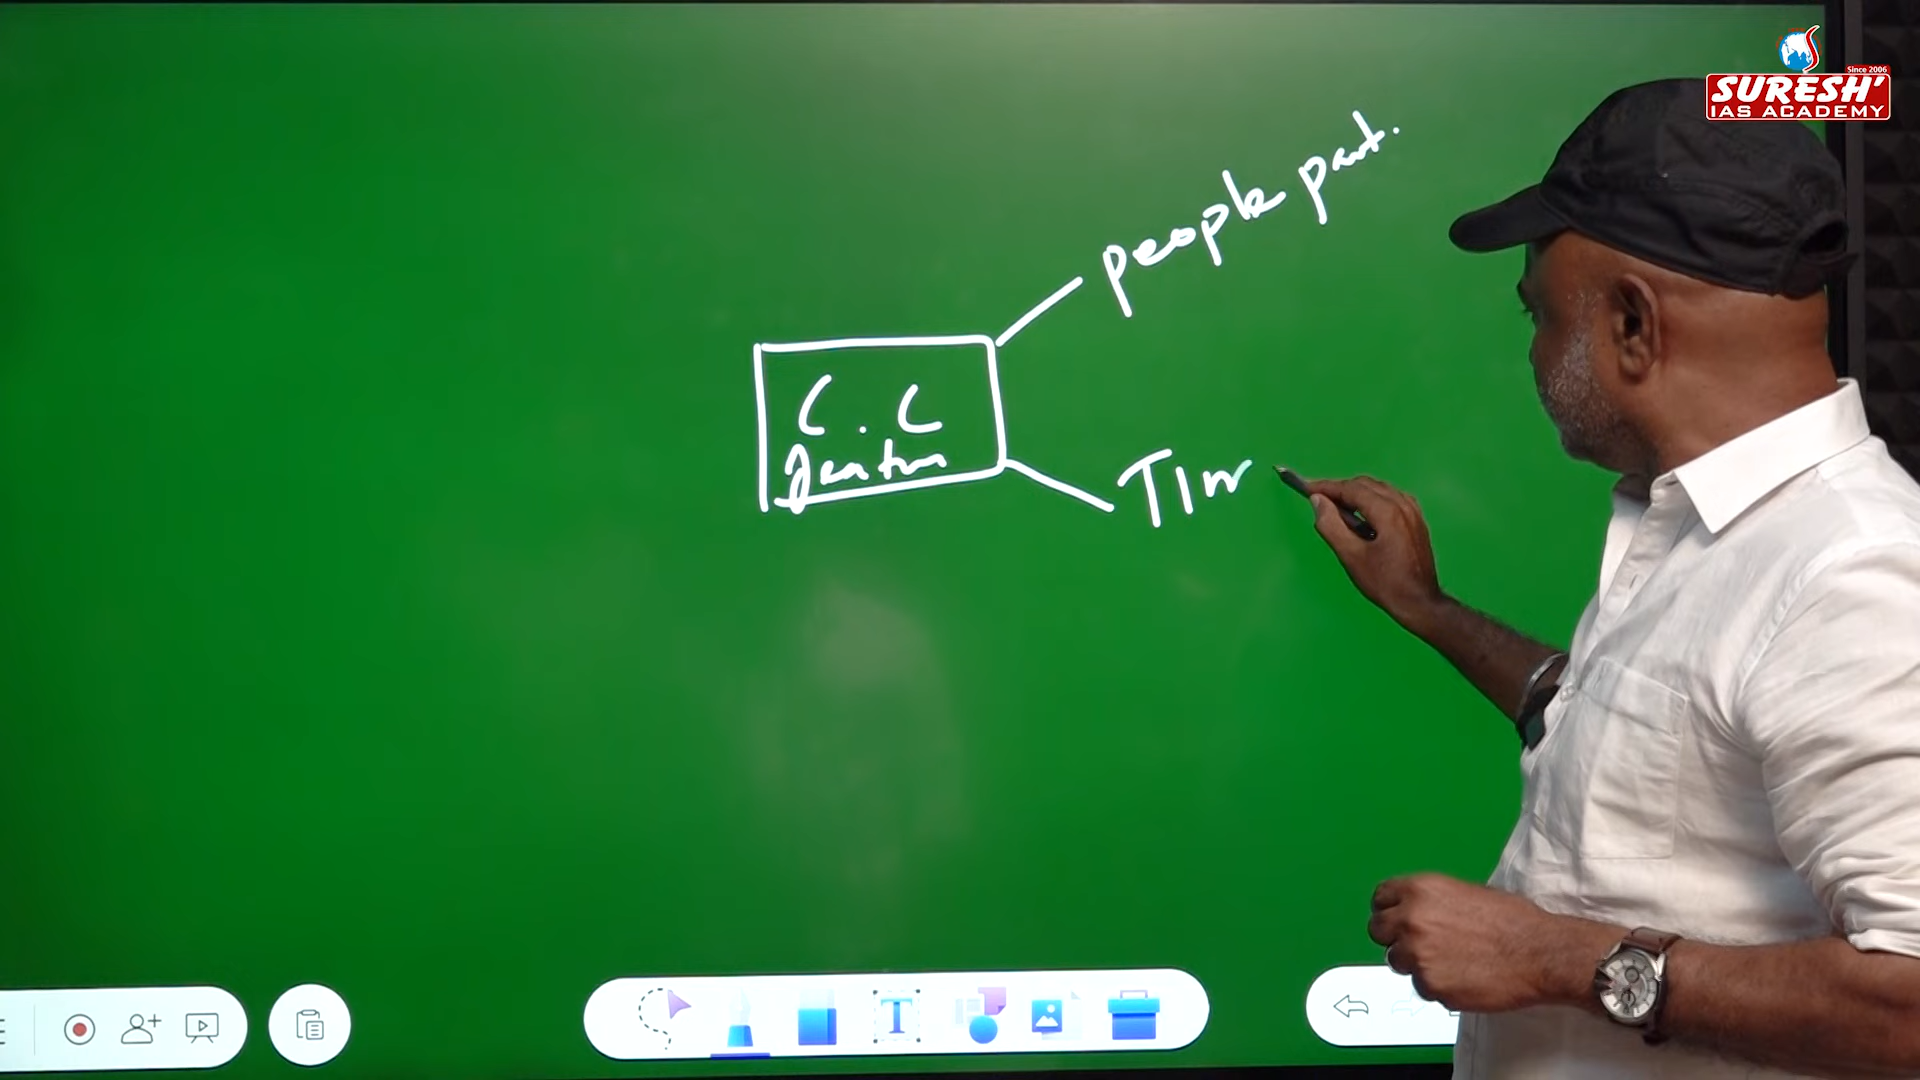 Since 2006
SURESH'
IAS ACADEMY
people part.
C.C
Tim
T